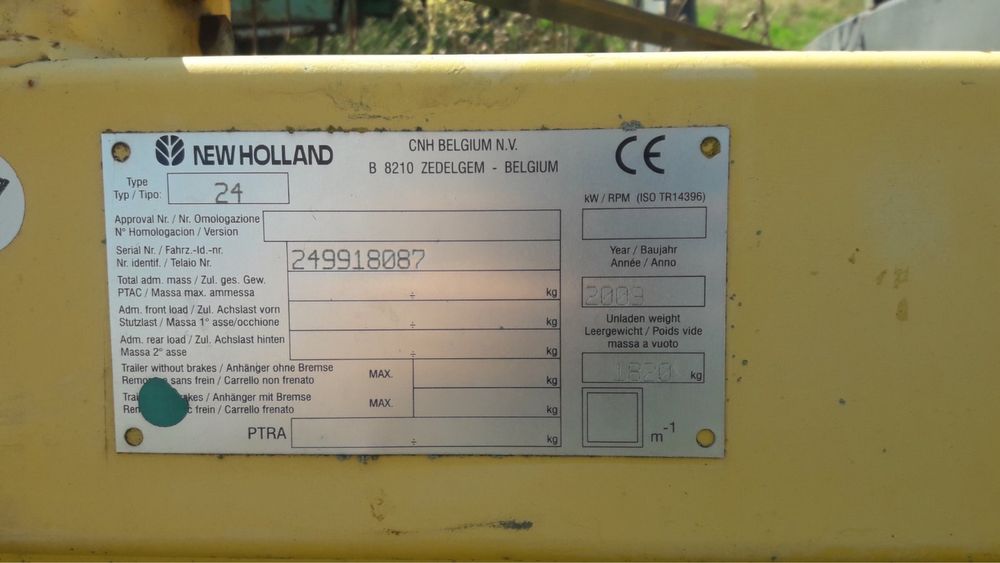 NEW HOLLAND
CNH BELGIUM N.V.
B 8210 ZEDELGEM - BELGIUM
CE
Type
Typ / Tipo:
24
kW / RPM (ISO TR14396)
Approval Nr. / Nr. Omologazione
N° Homologacion / Version
Serial Nr. / Fahrz.-Id.-nr.
Nr. identif. / Telaio Nr.
249918087
Year / Baujahr
Année / Anno
2003
Total adm. mass / Zul. ges. Gew.
PTAC / Massa max. ammessa
÷ kg
Adm. front load / Zul. Achslast vorn
Stutzlast / Massa 1° asse/occhione
÷ kg
Unladen weight
Leergewicht / Poids vide
massa a vuoto
1820 kg
Adm. rear load / Zul. Achslast hinten
Massa 2° asse
÷ kg
Trailer without brakes / Anhänger ohne Bremse
sans frein / Carrello non frenato
MAX. kg
/ Anhänger mit Bremse
frein / Carrello frenato
MAX. kg
PTRA ÷ kg
m-1